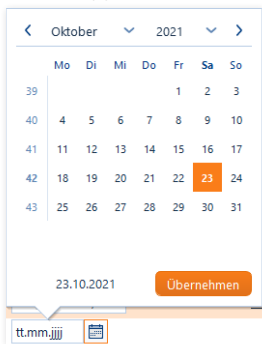 Oktober 2021
Mo Di Mi Do Fr Sa So
39 1 2 3
40 4 5 6 7 8 9 10
41 11 12 13 14 15 16 17
42 18 19 20 21 22 23 24
43 25 26 27 28 29 30 31
23.10.2021 Übernehmen
tt.mm.jjjj